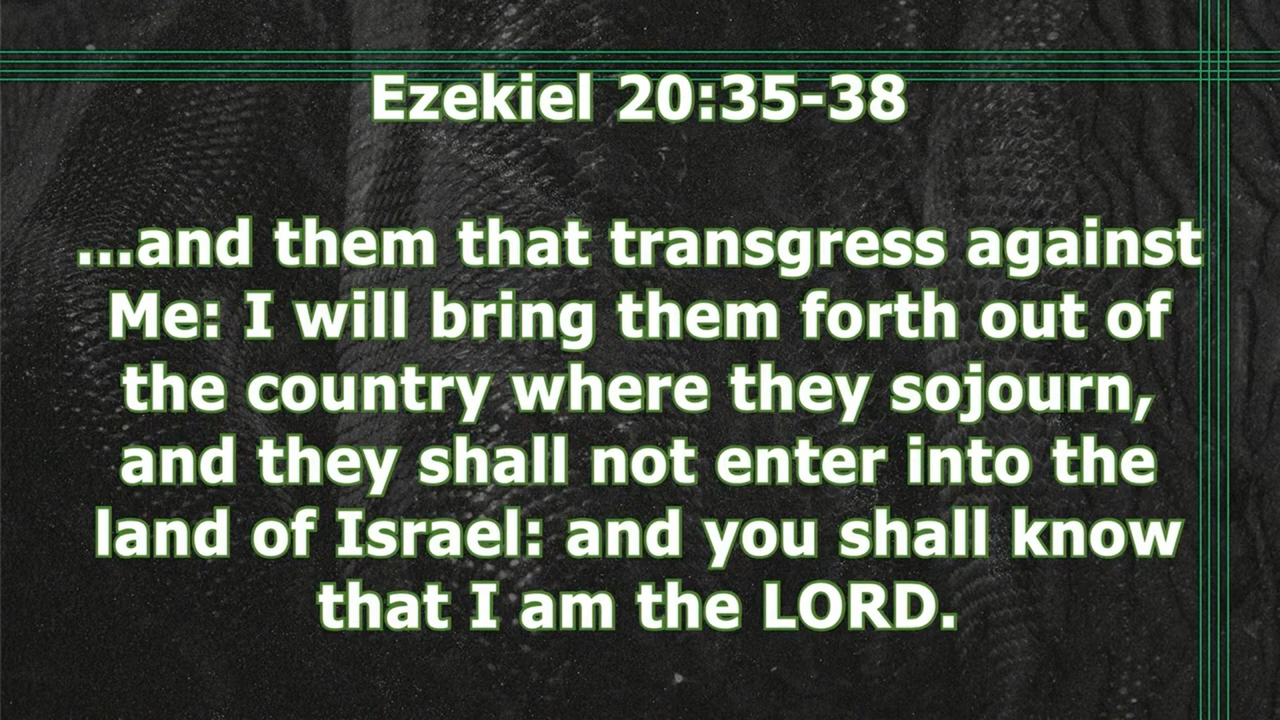 Ezekiel 20:35-38
...and them that transgress against
Me: I will bring them forth out of
the country where they sojourn,
and they shall not enter into the
land of Israel: and you shall know
that I am the LORD.